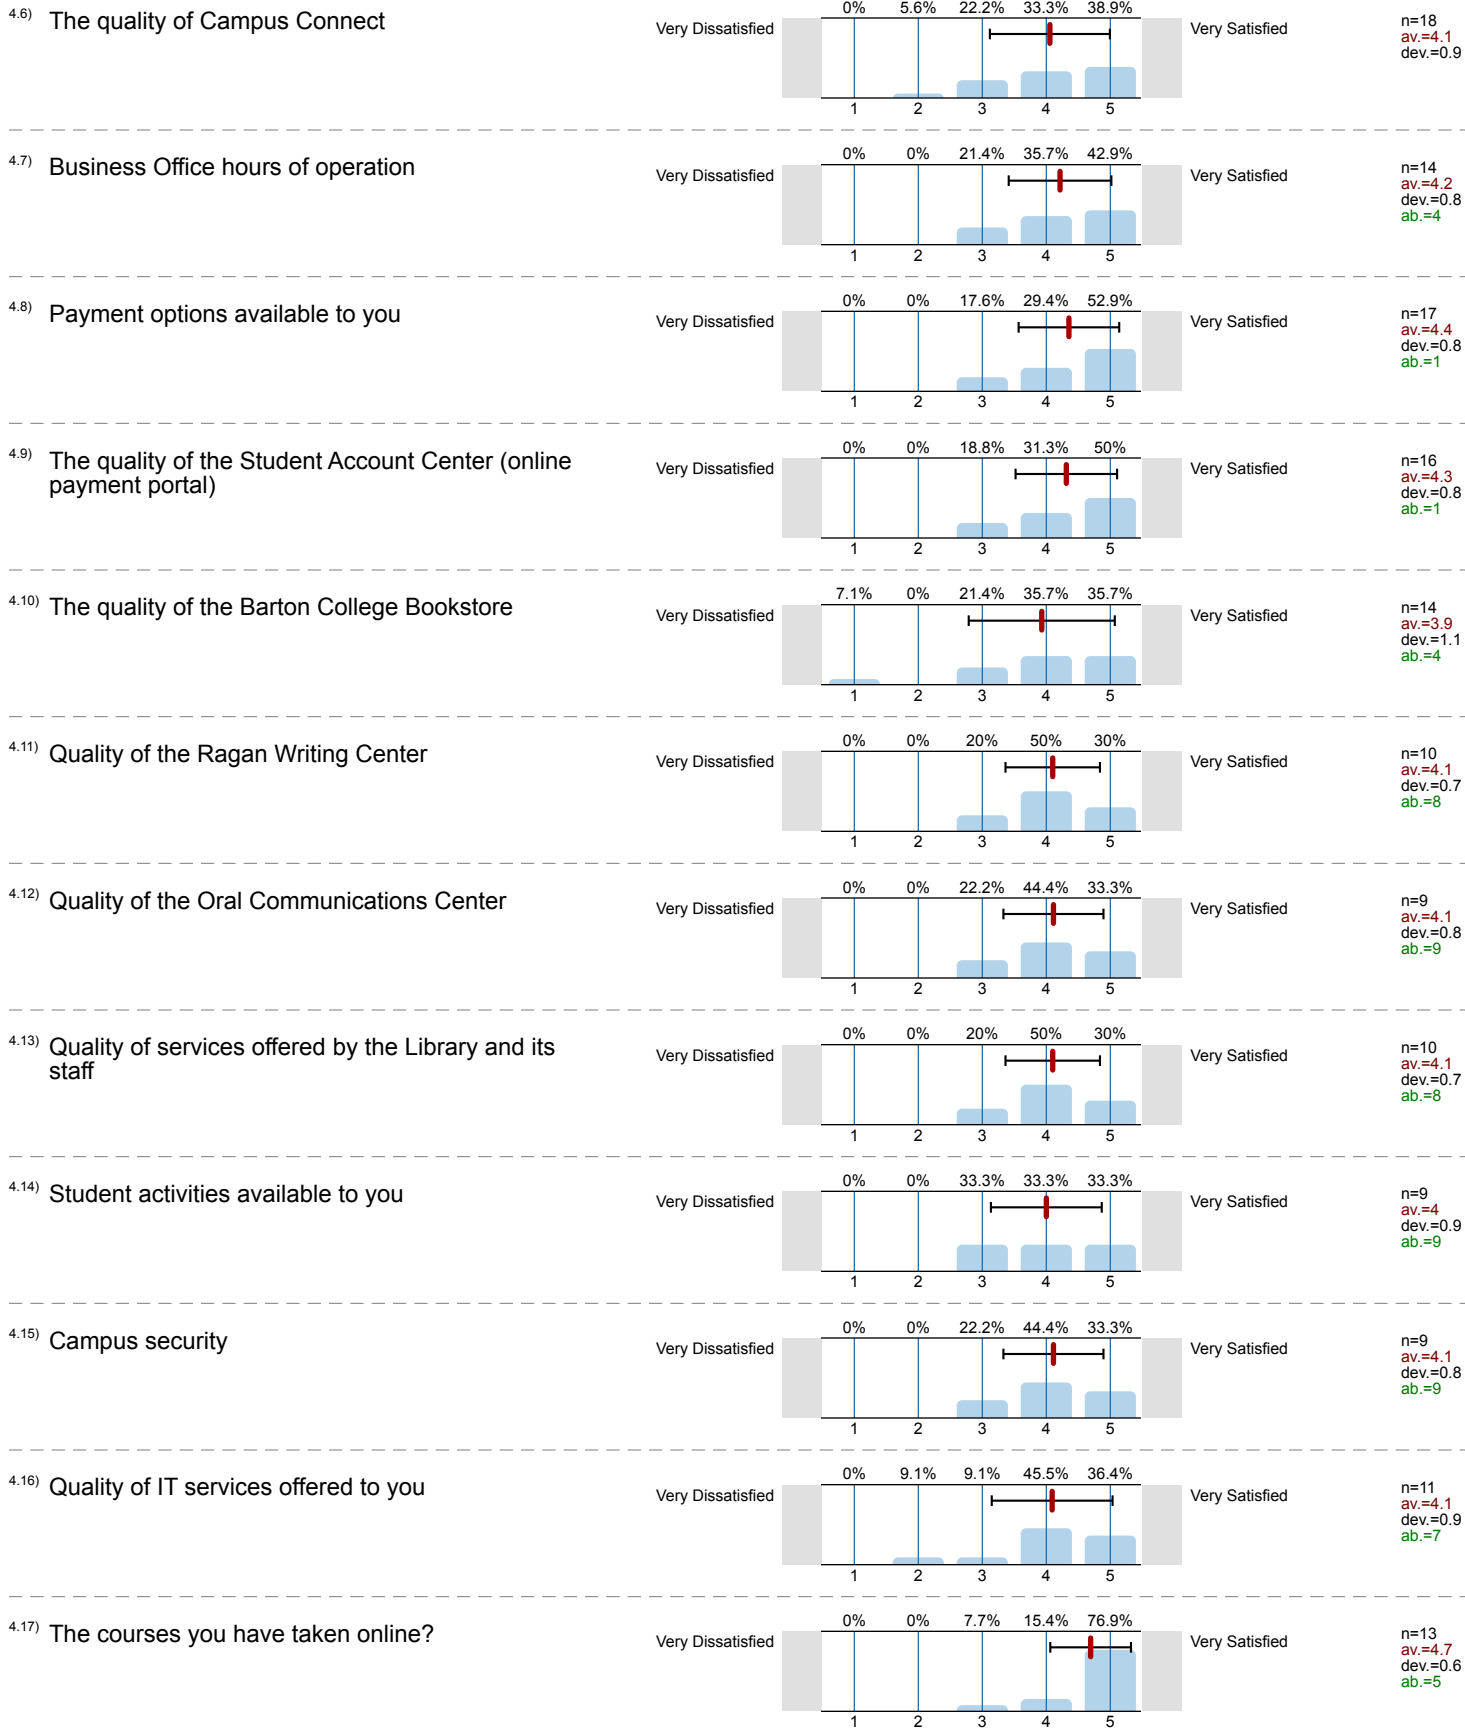 4.6) The quality of Campus Connect
Very Dissatisfied
0% 5.6% 22.2% 33.3% 38.9%
1 2 3 4 5
Very Satisfied
n=18
av.=4.1
dev.=0.9
4.7) Business Office hours of operation
Very Dissatisfied
0% 0% 21.4% 35.7% 42.9%
1 2 3 4 5
Very Satisfied
n=14
av.=4.2
dev.=0.8
ab.=4
4.8) Payment options available to you
Very Dissatisfied
0% 0% 17.6% 29.4% 52.9%
1 2 3 4 5
Very Satisfied
n=17
av.=4.4
dev.=0.8
ab.=1
4.9) The quality of the Student Account Center (online
payment portal)
Very Dissatisfied
0% 0% 18.8% 31.3% 50%
1 2 3 4 5
Very Satisfied
n=16
av.=4.3
dev.=0.8
ab.=1
4.10) The quality of the Barton College Bookstore
Very Dissatisfied
7.1% 0% 21.4% 35.7% 35.7%
1 2 3 4 5
Very Satisfied
n=14
av.=3.9
dev.=1.1
ab.=4
4.11) Quality of the Ragan Writing Center
Very Dissatisfied
0% 0% 20% 50% 30%
1 2 3 4 5
Very Satisfied
n=10
av.=4.1
dev.=0.7
ab.=8
4.12) Quality of the Oral Communications Center
Very Dissatisfied
0% 0% 22.2% 44.4% 33.3%
1 2 3 4 5
Very Satisfied
n=9
av.=4.1
dev.=0.8
ab.=9
4.13) Quality of services offered by the Library and its
staff
Very Dissatisfied
0% 0% 20% 50% 30%
1 2 3 4 5
Very Satisfied
n=10
av.=4.1
dev.=0.7
ab.=8
4.14) Student activities available to you
Very Dissatisfied
0% 0% 33.3% 33.3% 33.3%
1 2 3 4 5
Very Satisfied
n=9
av.=4
dev.=0.9
ab.=9
4.15) Campus security
Very Dissatisfied
0% 0% 22.2% 44.4% 33.3%
1 2 3 4 5
Very Satisfied
n=9
av.=4.1
dev.=0.8
ab.=9
4.16) Quality of IT services offered to you
Very Dissatisfied
0% 9.1% 9.1% 45.5% 36.4%
1 2 3 4 5
Very Satisfied
n=11
av.=4.1
dev.=0.9
ab.=7
4.17) The courses you have taken online?
Very Dissatisfied
0% 0% 7.7% 15.4% 76.9%
1 2 3 4 5
Very Satisfied
n=13
av.=4.7
dev.=0.6
ab.=5